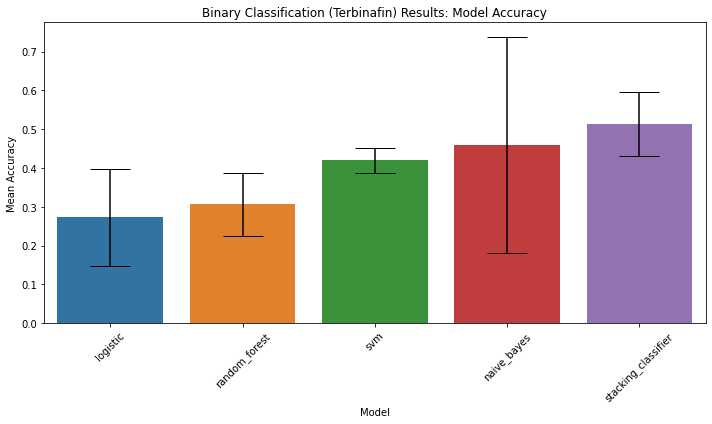 Binary Classification (Terbinafin) Results: Model Accuracy
Mean Accuracy
0.7
0.6
0.5
0.4
0.3
0.2
0.1
0.0
logistic
random_forest
svm
naive_bayes
stacking_classifier
Model